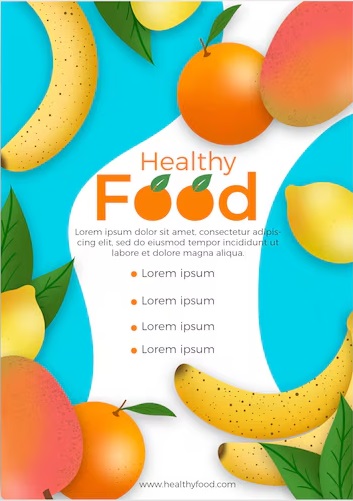 Healthy
Food
Lorem ipsum dolor sit amet, consectetur adipis-
cing elit, sed do eiusmod tempor incididunt ut
labore et dolore magna aliqua.
Lorem ipsum
Lorem ipsum
Lorem ipsum
Lorem ipsum
www.healthyfood.com